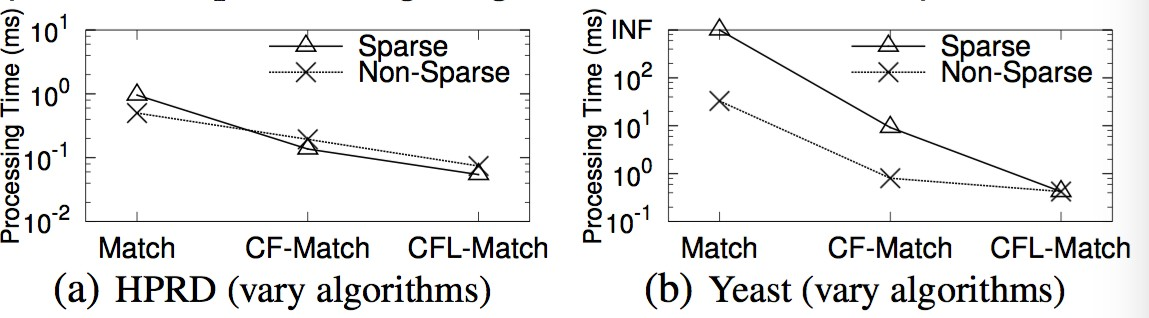 Processing Time (ms)
10^1
10^0
10^-1
10^-2
Sparse
Non-Sparse
Match CF-Match CFL-Match
(a) HPRD (vary algorithms)
Processing Time (ms)
INF
10^2
10^1
10^0
10^-1
Sparse
Non-Sparse
Match CF-Match CFL-Match
(b) Yeast (vary algorithms)